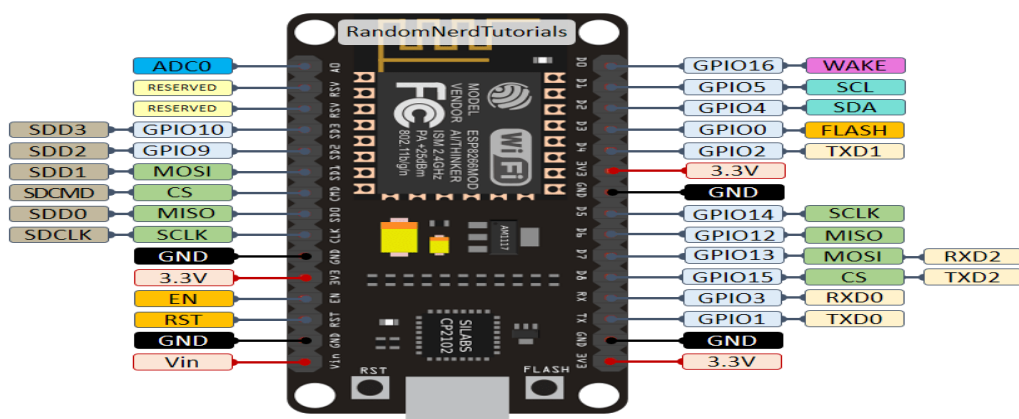 RandomNerdTutorials
ADC0
RESERVED
RESERVED
SDD3 GPIO10
SDD2 GPIO9
SDD1 MOSI
SDCMD CS
SDD0 MISO
SDCLK SCLK
GND
3.3V
EN
RST
GND
Vin
A0
RSV
RSV
SD3
SD2
SD1
CMD
SD0
CLK
GND
3V3
EN
RST
GND
Vin
MODEL
VENDOR
ESP8266MOD
AI/THINKER
ISM 2.4GHz
PA +25dBm
802.11b/g/n
FC
Wi Fi
AM1117
SILABS
CP2102
RST
FLASH
D0
D1
D2
D3
D4
3V3
GND
D5
D6
D7
D8
RX
TX
GND
3V3
GPIO16 WAKE
GPIO5 SCL
GPIO4 SDA
GPIO0 FLASH
GPIO2 TXD1
3.3V
GND
GPIO14 SCLK
GPIO12 MISO
GPIO13 MOSI RXD2
GPIO15 CS TXD2
GPIO3 RXD0
GPIO1 TXD0
GND
3.3V